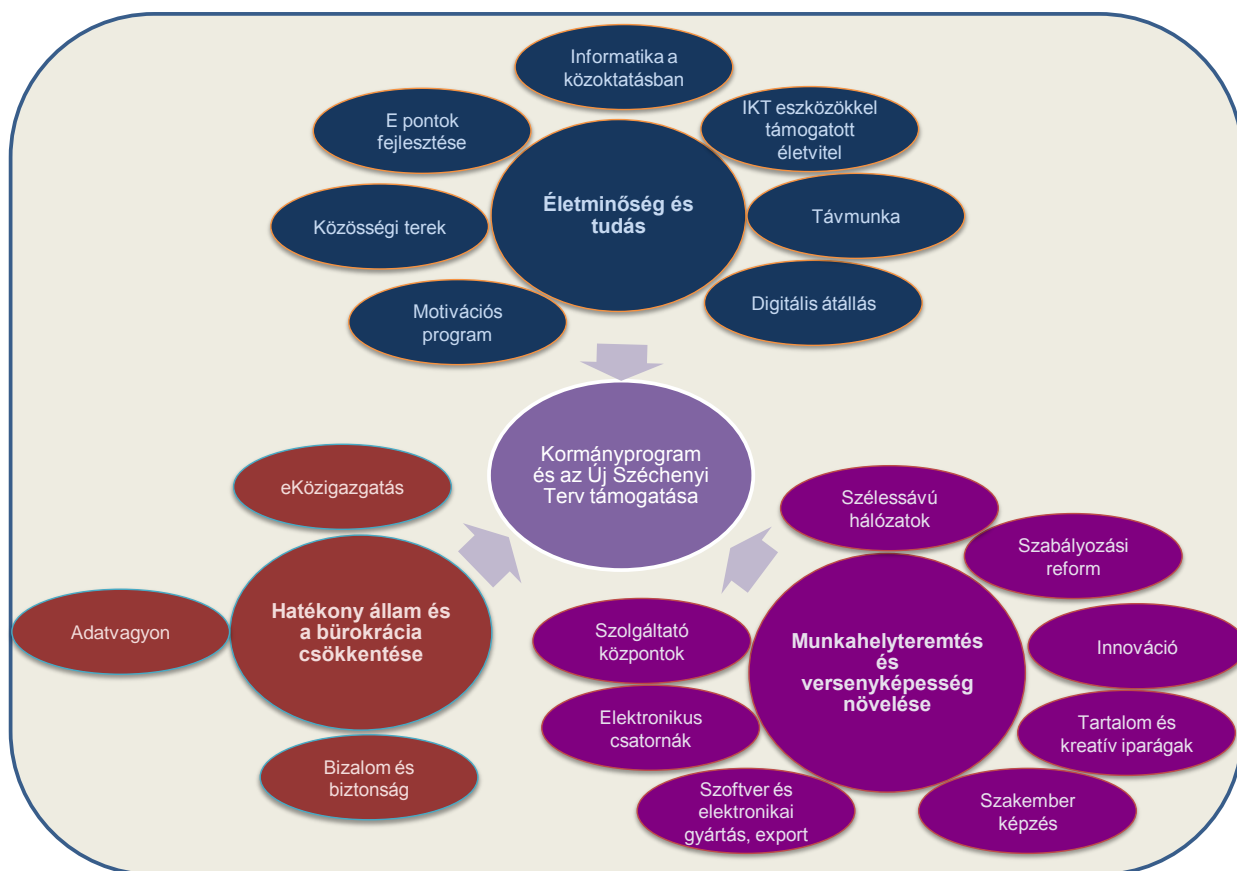 Informatika a
közoktatásban
E pontok
fejlesztése
IKT eszközökkel
támogatott
életvitel
Életminőség és
tudás
Közösségi terek
Távmunka
Motivációs
program
Digitális átállás
Kormányprogram
és az Új Széchenyi
Terv támogatása
eKözigazgatás
Hatékony állam és
a bürokrácia
csökkentése
Adatvagyon
Bizalom és
biztonság
Szélessávú
hálózatok
Szabályozási
reform
Szolgáltató
központok
Munkahelyteremtés
és
versenyképesség
növelése
Innováció
Elektronikus
csatornák
Tartalom és
kreatív iparágak
Szoftver és
elektronikai
gyártás, export
Szakember
képzés